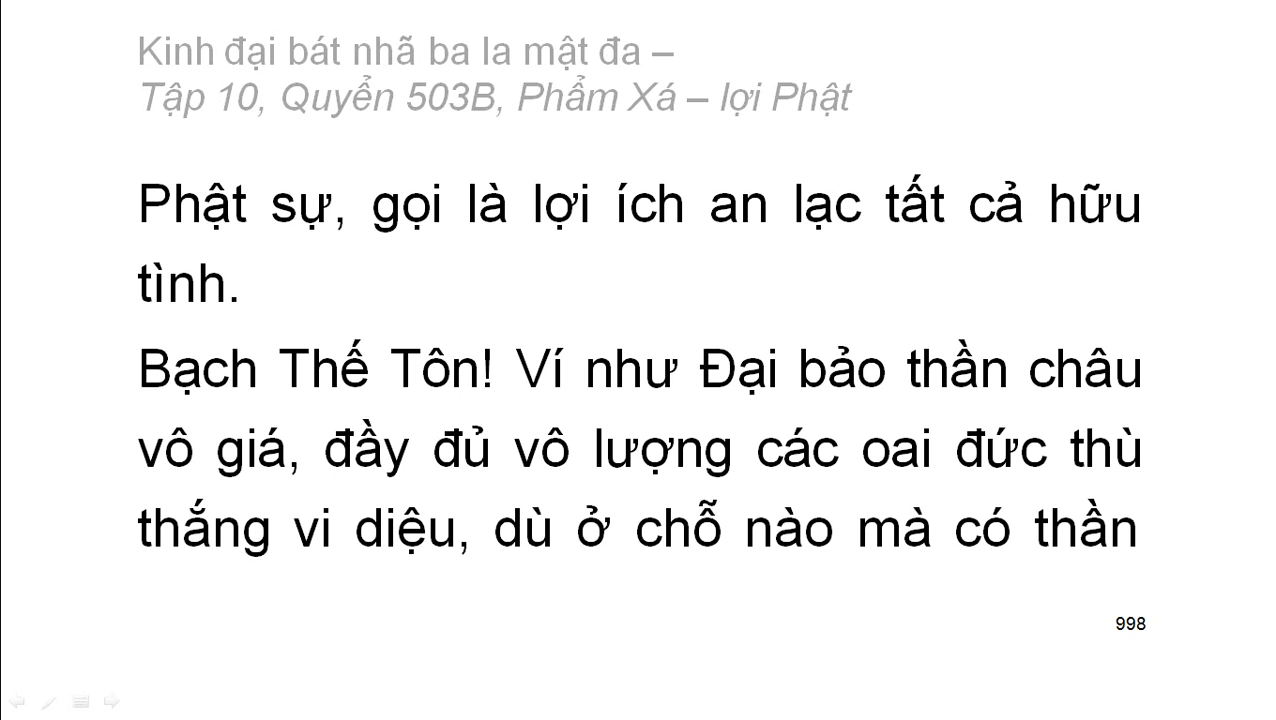 Kinh đại bát nhã ba la mật đa –
Tập 10, Quyển 503B, Phẩm Xá – lợi Phật
Phật sự, gọi là lợi ích an lạc tất cả hữu
tình.
Bạch Thế Tôn! Ví như Đại bảo thần châu
vô giá, đầy đủ vô lượng các oai đức thù
thắng vi diệu, dù ở chỗ nào mà có thần
998